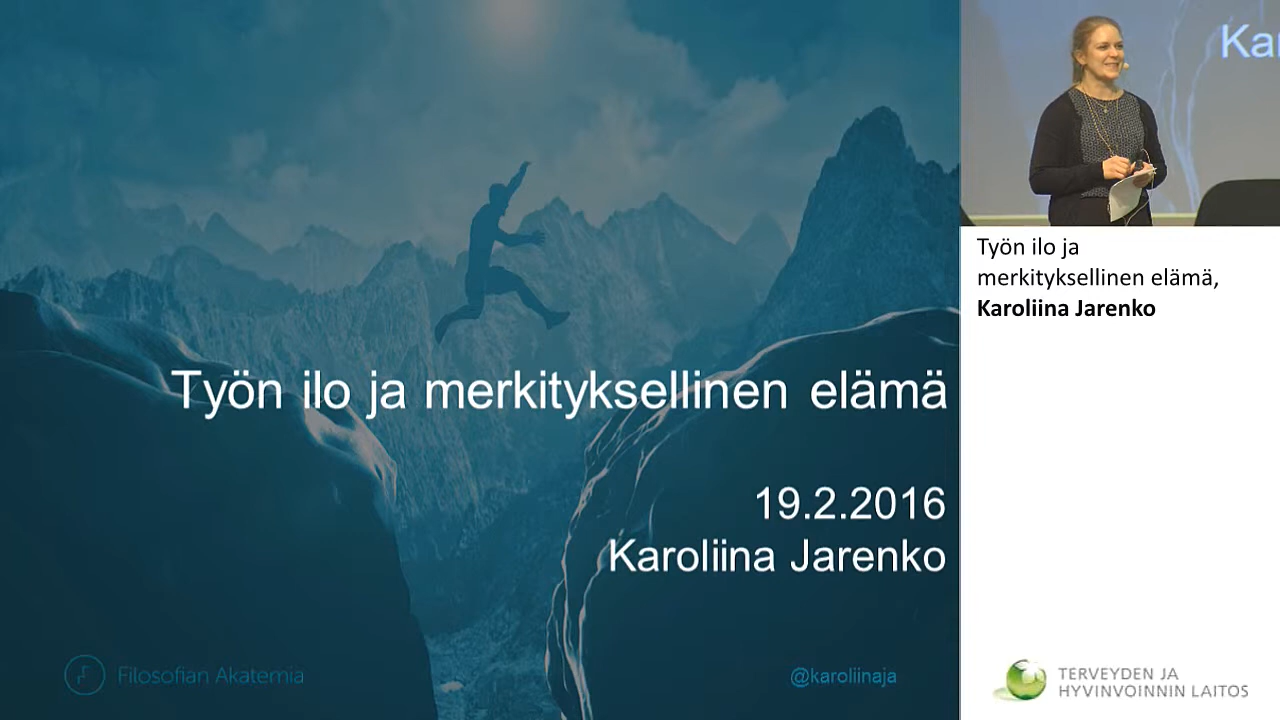 Työn ilo ja merkityksellinen elämä
19.2.2016
Karoliina Jarenko
Filosofian Akatemia
@karoliinaja
Kar
Työn ilo ja
merkityksellinen elämä,
Karoliina Jarenko
TERVEYDEN JA
HYVINVOINNIN LAITOS